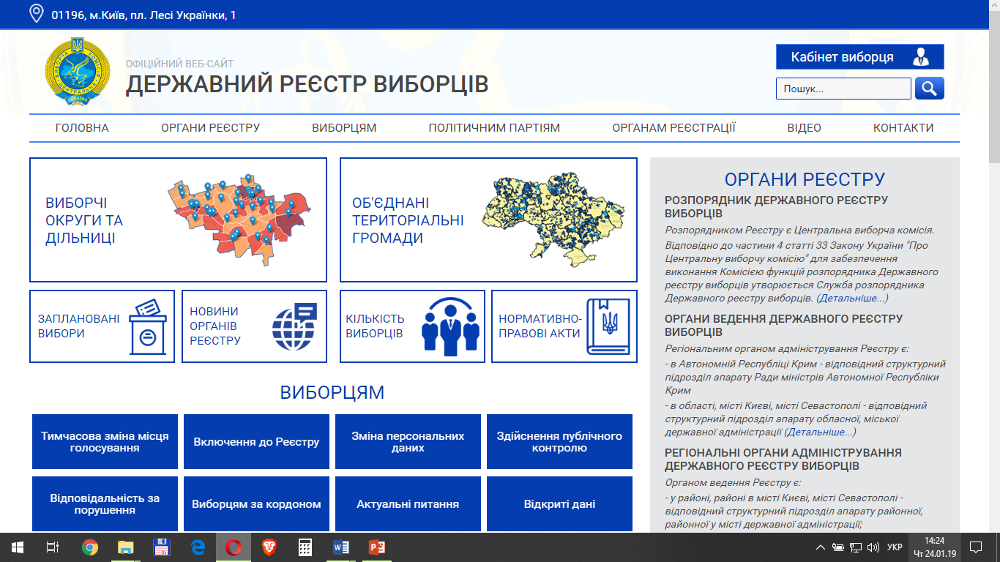 01196, м.Київ, пл. Лесі Українки, 1
ВИБОРЧА КОМІСІЯ
ЦЕНТРАЛЬНА
УКРАЇНА
ОФІЦІЙНИЙ ВЕБ-САЙТ
ДЕРЖАВНИЙ РЕЄСТР ВИБОРЦІВ
Кабінет виборця
Пошук...
ГОЛОВНА
ОРГАНИ РЕЄСТРУ
ВИБОРЦЯМ
ПОЛІТИЧНИМ ПАРТІЯМ
ОРГАНАМ РЕЄСТРАЦІЇ
ВІДЕО
КОНТАКТИ
ВИБОРЧІ
ОКРУГИ ТА
ДІЛЬНИЦІ
ОБ'ЄДНАНІ
ТЕРИТОРІАЛЬНІ
ГРОМАДИ
ЗАПЛАНОВАНІ
ВИБОРИ
НОВИНИ
ОРГАНІВ
РЕЄСТРУ
КІЛЬКІСТЬ
ВИБОРЦІВ
НОРМАТИВНО-
ПРАВОВІ АКТИ
ВИБОРЦЯМ
Тимчасова зміна місця
голосування
Включення до Реєстру
Зміна персональних
даних
Здійснення публічного
контролю
Відповідальність за
порушення
Виборцям за кордоном
Актуальні питання
Відкриті дані
ОРГАНИ РЕЄСТРУ
РОЗПОРЯДНИК ДЕРЖАВНОГО РЕЄСТРУ
ВИБОРЦІВ
Розпорядником Реєстру є Центральна виборча комісія.
Відповідно до частини 4 статті 33 Закону України "Про
Центральну виборчу комісію" для забезпечення
виконання Комісією функцій розпорядника Державного
реєстру виборців утворюється Служба розпорядника
Державного реєстру виборців. (Детальніше...)
ОРГАНИ ВЕДЕННЯ ДЕРЖАВНОГО РЕЄСТРУ
ВИБОРЦІВ
Регіональним органом адміністрування Реєстру є:
- в Автономній Республіці Крим - відповідний структурний
підрозділ апарату Ради міністрів Автономної Республіки
Крим
- в області, місті Києві, місті Севастополі - відповідний
структурний підрозділ апарату обласної, міської
державної адміністрації (Детальніше...)
РЕГІОНАЛЬНІ ОРГАНИ АДМІНІСТРУВАННЯ
ДЕРЖАВНОГО РЕЄСТРУ ВИБОРЦІВ
Органом ведення Реєстру є:
- у районі, районі в місті Києві, місті Севастополі -
відповідний структурний підрозділ апарату районної,
районної у місті державної адміністрації;
УКР
14:24
Чт 24.01.19